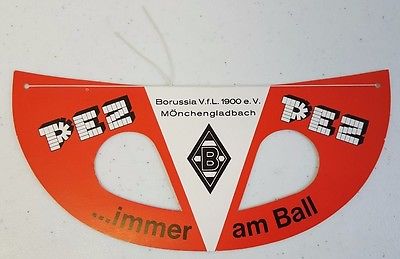 Borussia V.f.L. 1900 e.V.
MÖnchengladbach
PEZ
PEZ
B
...immer am Ball